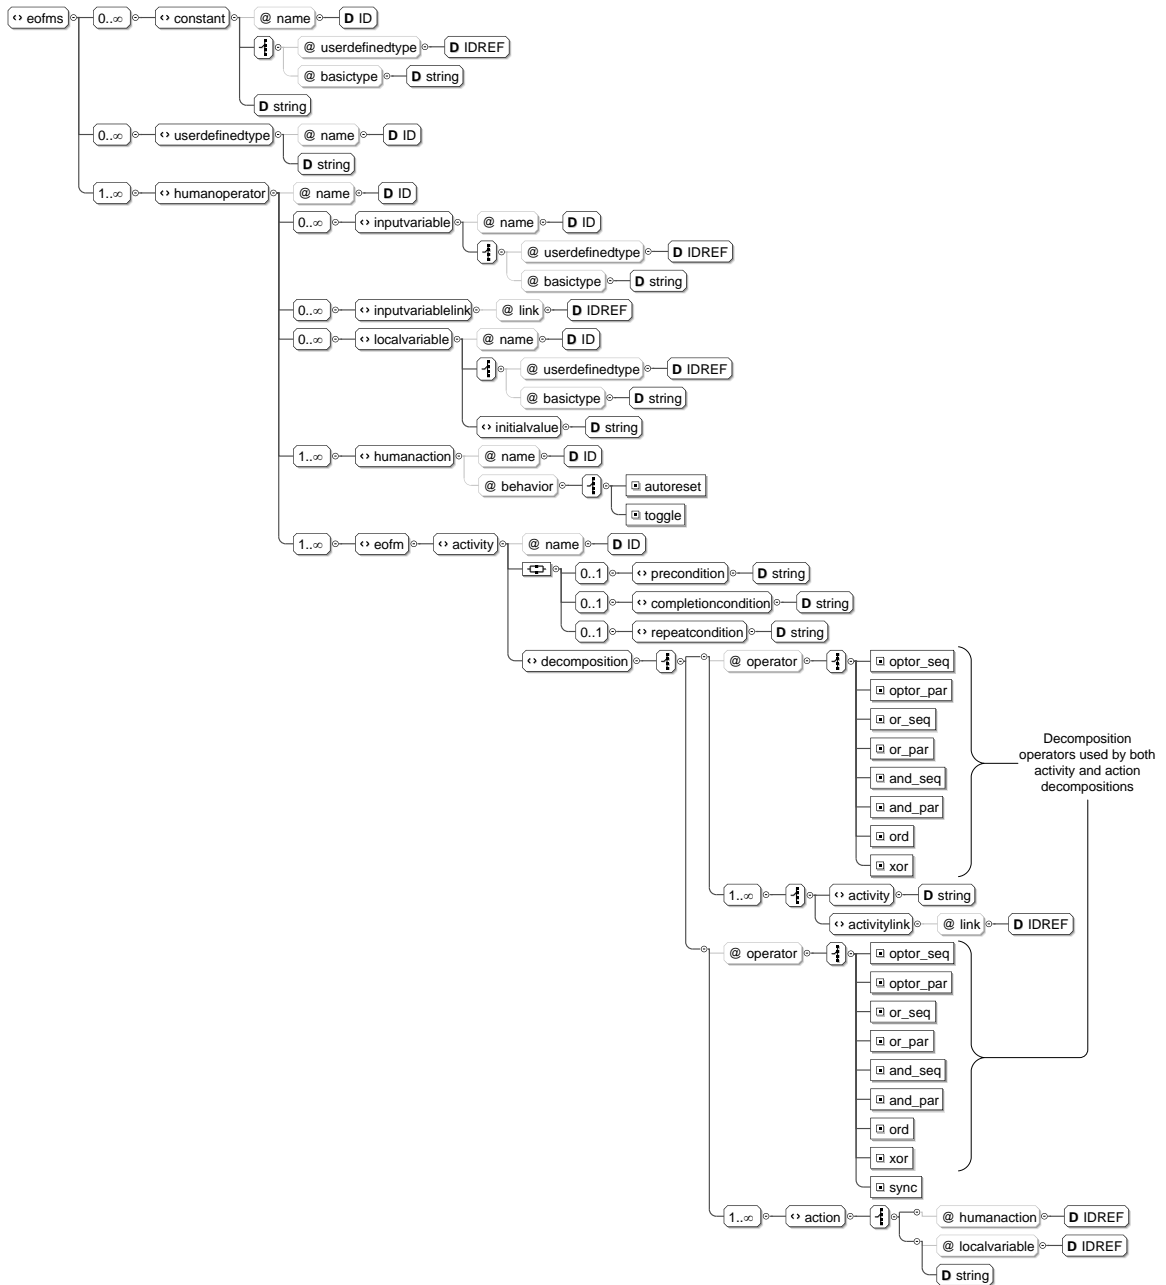 eofms 0..∞ constant @ name D ID
@ userdefinedtype D IDREF
@ basictype D string
D string
0..∞ userdefinedtype @ name D ID
D string
1..∞ humanoperator @ name D ID
0..∞ inputvariable @ name D ID
@ userdefinedtype D IDREF
@ basictype D string
0..∞ inputvariablelink @ link D IDREF
0..∞ localvariable @ name D ID
@ userdefinedtype D IDREF
@ basictype D string
initialvalue D string
1..∞ humanaction @ name D ID
@ behavior autoreset
toggle
1..∞ eofm activity @ name D ID
0..1 precondition D string
0..1 completioncondition D string
0..1 repeatcondition D string
decomposition @ operator optor_seq
optor_par
or_seq
or_par
and_seq
and_par
ord
xor
Decomposition
operators used by both
activity and action
decompositions
1..∞ activity D string
activitylink @ link D IDREF
@ operator optor_seq
optor_par
or_seq
or_par
and_seq
and_par
ord
xor
sync
1..∞ action @ humanaction D IDREF
@ localvariable D IDREF
D string